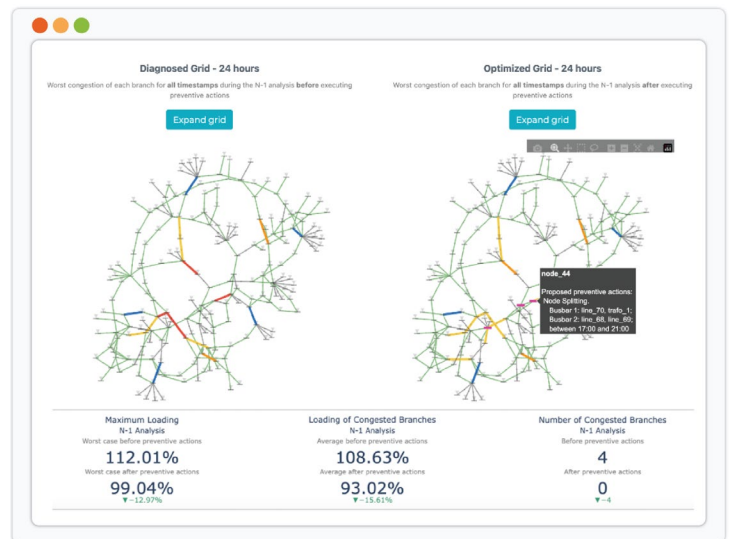 Diagnosed Grid - 24 hours
Worst congestion of each branch for all timestamps during the N-1 analysis before executing
preventive actions
Expand grid
Optimized Grid - 24 hours
Worst congestion of each branch for all timestamps during the N-1 analysis after executing
preventive actions
Expand grid
node_44
Proposed preventive actions:
Node Splitting.
Busbar 1: line_70, trafo_1;
Busbar 2: line_68, line_69;
between 17:00 and 21:00
Maximum Loading
N-1 Analysis
Worst case before preventive actions
112.01%
Worst case after preventive actions
99.04%
▼-12.97%
Loading of Congested Branches
N-1 Analysis
Average before preventive actions
108.63%
Average after preventive actions
93.02%
▼-15.61%
Number of Congested Branches
N-1 Analysis
Before preventive actions
4
After preventive actions
0
▼-4